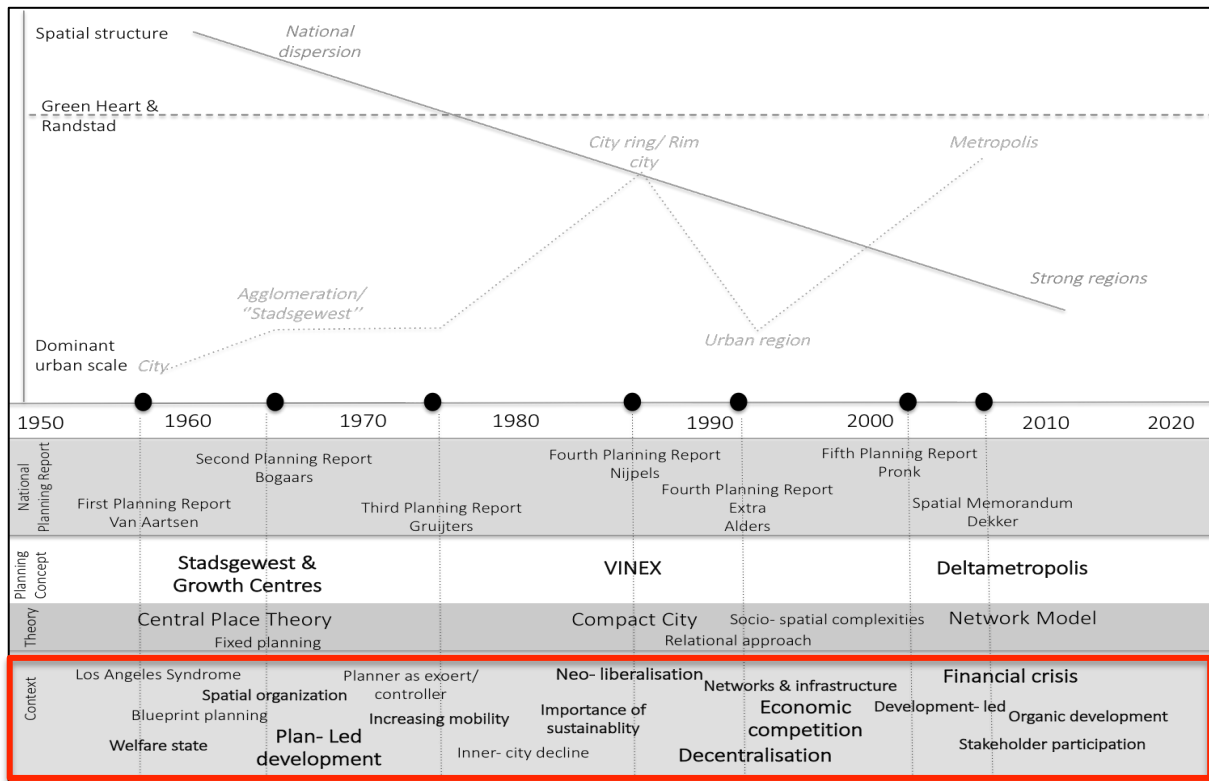 Spatial structure
National
dispersion
Green Heart &
Randstad
City ring/ Rim
city
Metropolis
Agglomeration/
‘’Stadsgewest’’
Strong regions
Urban region
Dominant
urban scale
City
1950 1960 1970 1980 1990 2000 2010 2020
National
Planning Report
Second Planning Report
Bogaars
First Planning Report
Van Aartsen
Third Planning Report
Gruijters
Fourth Planning Report
Nijpels
Fourth Planning Report
Extra
Alders
Fifth Planning Report
Pronk
Spatial Memorandum
Dekker
Planning
Concept
Stadsgewest &
Growth Centres
VINEX
Deltametropolis
Theory
Central Place Theory
Fixed planning
Compact City
Socio- spatial complexities
Relational approach
Network Model
Context
Los Angeles Syndrome
Spatial organization
Blueprint planning
Welfare state
Plan- Led
development
Planner as exoert/
controller
Increasing mobility
Inner- city decline
Neo- liberalisation
Importance of
sustainablity
Networks & infrastructure
Economic
competition
Decentralisation
Financial crisis
Development- led
Organic development
Stakeholder participation